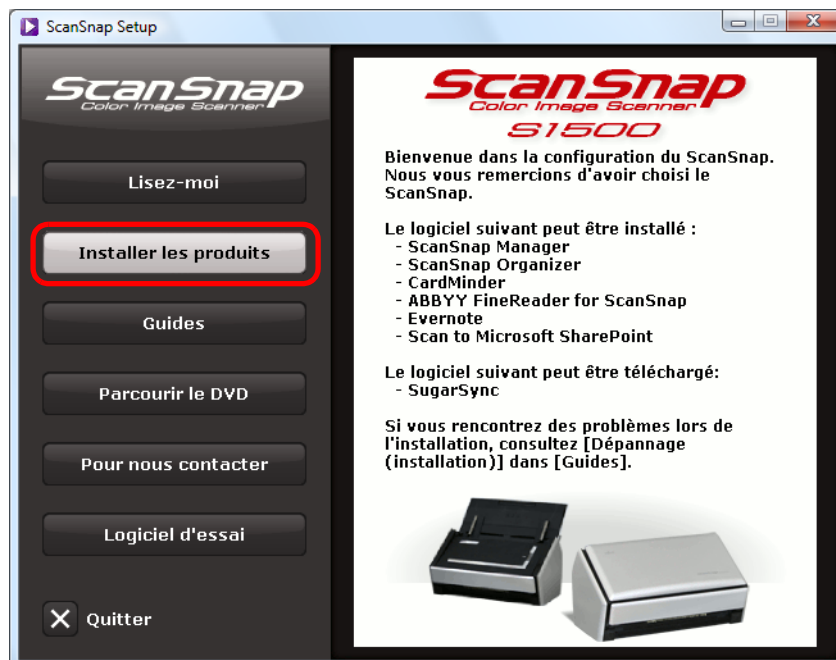 ScanSnap Setup
ScanSnap
Color Image Scanner
Lisez-moi
Installer les produits
Guides
Parcourir le DVD
Pour nous contacter
Logiciel d'essai
Quitter
ScanSnap
Color Image Scanner
S1500
Bienvenue dans la configuration du ScanSnap.
Nous vous remercions d'avoir choisi le
ScanSnap.
Le logiciel suivant peut être installé :
- ScanSnap Manager
- ScanSnap Organizer
- CardMinder
- ABBYY FineReader for ScanSnap
- Evernote
- Scan to Microsoft SharePoint
Le logiciel suivant peut être téléchargé:
- SugarSync
Si vous rencontrez des problèmes lors de
l'installation, consultez [Dépannage
(installation)] dans [Guides].